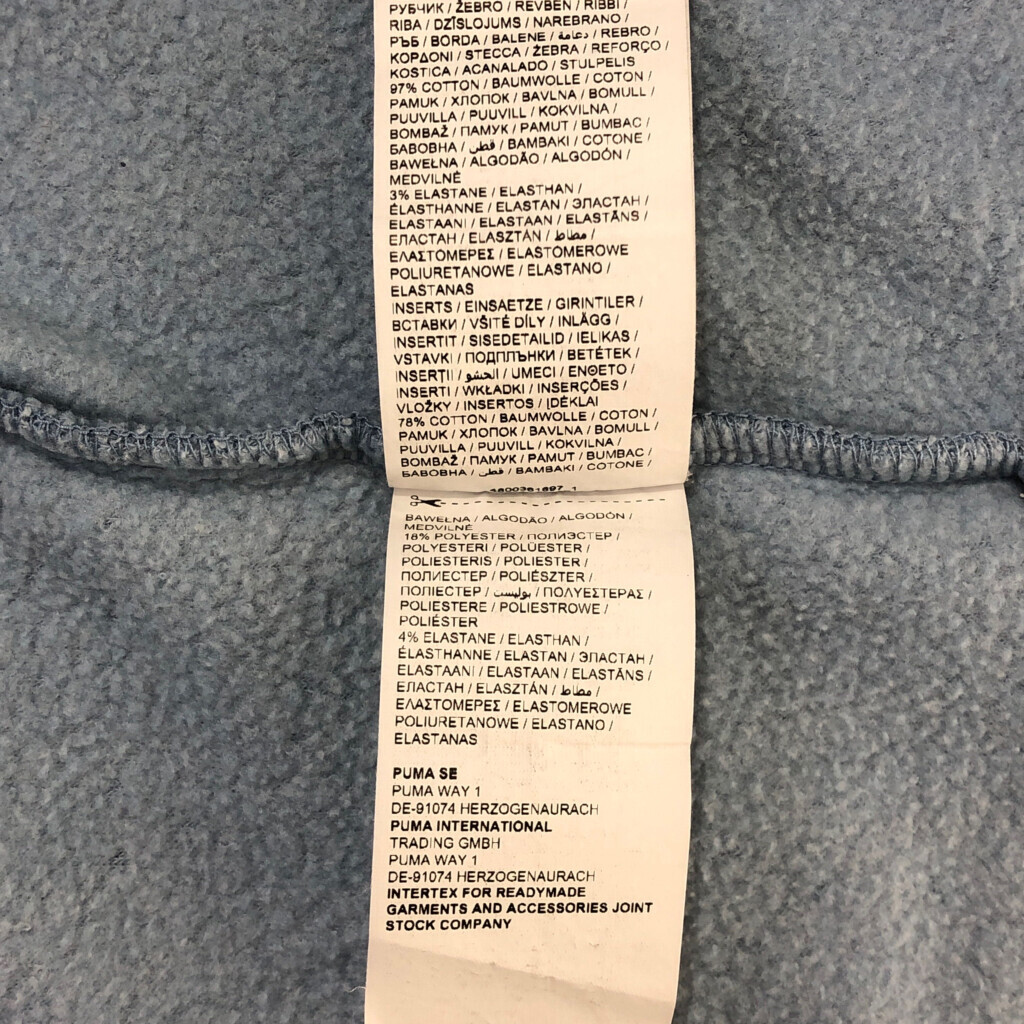 РУБЧИК / ŽEBRO / REVBEN / RIBBI /
RIBA / DZĪSLOJUMS / NAREBRANO /
РЪБ / BORDA / BALENE / دعامة / REBRO /
ΚΟΡΔΟΝΙ / STECCA / ŽEBRA / REFORÇO /
KOSTICA / ACANALADO / STULPELIS
97% COTTON / BAUMWOLLE / COTON /
PAMUK / ХЛОПОК / BAVLNA / BOMULL /
PUUVILLA / PUUVILL / KOKVILNA /
BOMBAŽ / ПАМУК / PAMUT / BUMBAC /
БАВОВНА / قطن / BAMBAKI / COTONE /
BAWEŁNA / ALGODÃO / ALGODÓN /
MEDVILNĖ
3% ELASTANE / ELASTHAN /
ÉLASTHANNE / ELASTAN / ЭЛАСТАН /
ELASTAANI / ELASTAAN / ELASTĀNS /
ЕЛАСТАН / ELASZTÁN / مطاط /
ΕΛΑΣΤΟΜΕΡΕΣ / ELASTOMEROWE
POLIURETANOWE / ELASTANO /
ELASTANAS
INSERTS / EINSAETZE / GIRINTILER /
ВСТАВКИ / VŠITÉ DÍLY / INLÄGG /
INSERTIT / SISEDETAILID / IELIKAS /
VSTAVKI / ПОДПЛЪНКИ / BETÉTEK /
INSERȚII / الحشو / UMECI / ΕΝΘΕΤΟ /
INSERTI / WKŁADKI / INSERÇÕES /
VLOŽKY / INSERTOS / ĮDĖKLAI
78% COTTON / BAUMWOLLE / COTON /
PAMUK / ХЛОПОК / BAVLNA / BOMULL /
PUUVILLA / PUUVILL / KOKVILNA /
BOMBAŽ / ПАМУК / PAMUT / BUMBAC /
БАВОВНА / قطن / BAMBAKI / COTONE /
BAWEŁNA / ALGODÃO / ALGODÓN /
MEDVILNĖ
18% POLYESTER / ПОЛИЭСТЕР /
POLYESTERI / POLÜESTER /
POLIESTERIS / POLIESTER /
ПОЛИЕСТЕР / POLIÉSZTER /
ПОЛІЕСТЕР / بوليستر / ΠΟΛΥΕΣΤΕΡΑΣ /
POLIESTERE / POLIESTROWE /
POLIÉSTER
4% ELASTANE / ELASTHAN /
ÉLASTHANNE / ELASTAN / ЭЛАСТАН /
ELASTAANI / ELASTAAN / ELASTĀNS /
ЕЛАСТАН / ELASZTÁN / مطاط /
ΕΛΑΣΤΟΜΕΡΕΣ / ELASTOMEROWE
POLIURETANOWE / ELASTANO /
ELASTANAS
PUMA SE
PUMA WAY 1
DE-91074 HERZOGENAURACH
PUMA INTERNATIONAL
TRADING GMBH
PUMA WAY 1
DE-91074 HERZOGENAURACH
INTERTEX FOR READYMADE
GARMENTS AND ACCESSORIES JOINT
STOCK COMPANY